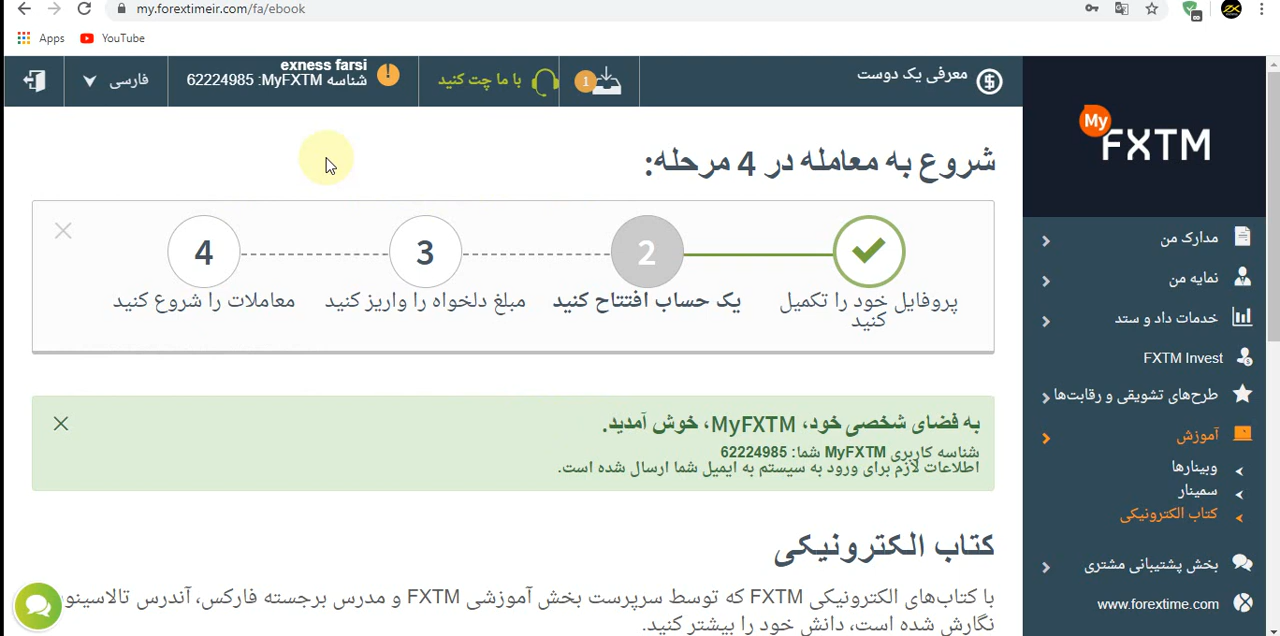 my.forextimeir.com/fa/ebook
Apps YouTube
معرفی یک دوست
1
با ما چت کنید
exness farsi
شناسه MyFXTM: 62224985
فارسی
My
FXTM
شروع به معامله در 4 مرحله:
2 3 4
پروفایل خود را تکمیل
کنید
یک حساب افتتاح کنید
مبلغ دلخواه را واریز کنید
معاملات را شروع کنید
به فضای شخصی خود، MyFXTM، خوش آمدید.
شناسه کاربری MyFXTM شما: 62224985
اطلاعات لازم برای ورود به سیستم به ایمیل شما ارسال شده است.
کتاب الکترونیکی
با کتاب‌های الکترونیکی FXTM که توسط سرپرست بخش آموزشی FXTM و مدرس برجسته فارکس، آندرس تالاسینو
نگارش شده است، دانش خود را بیشتر کنید.
مدارک من
نمایه من
خدمات داد و ستد
FXTM Invest
طرح‌های تشویقی و رقابت‌ها
آموزش
وبینارها
سمینار
کتاب الکترونیکی
بخش پشتیبانی مشتری
www.forextime.com